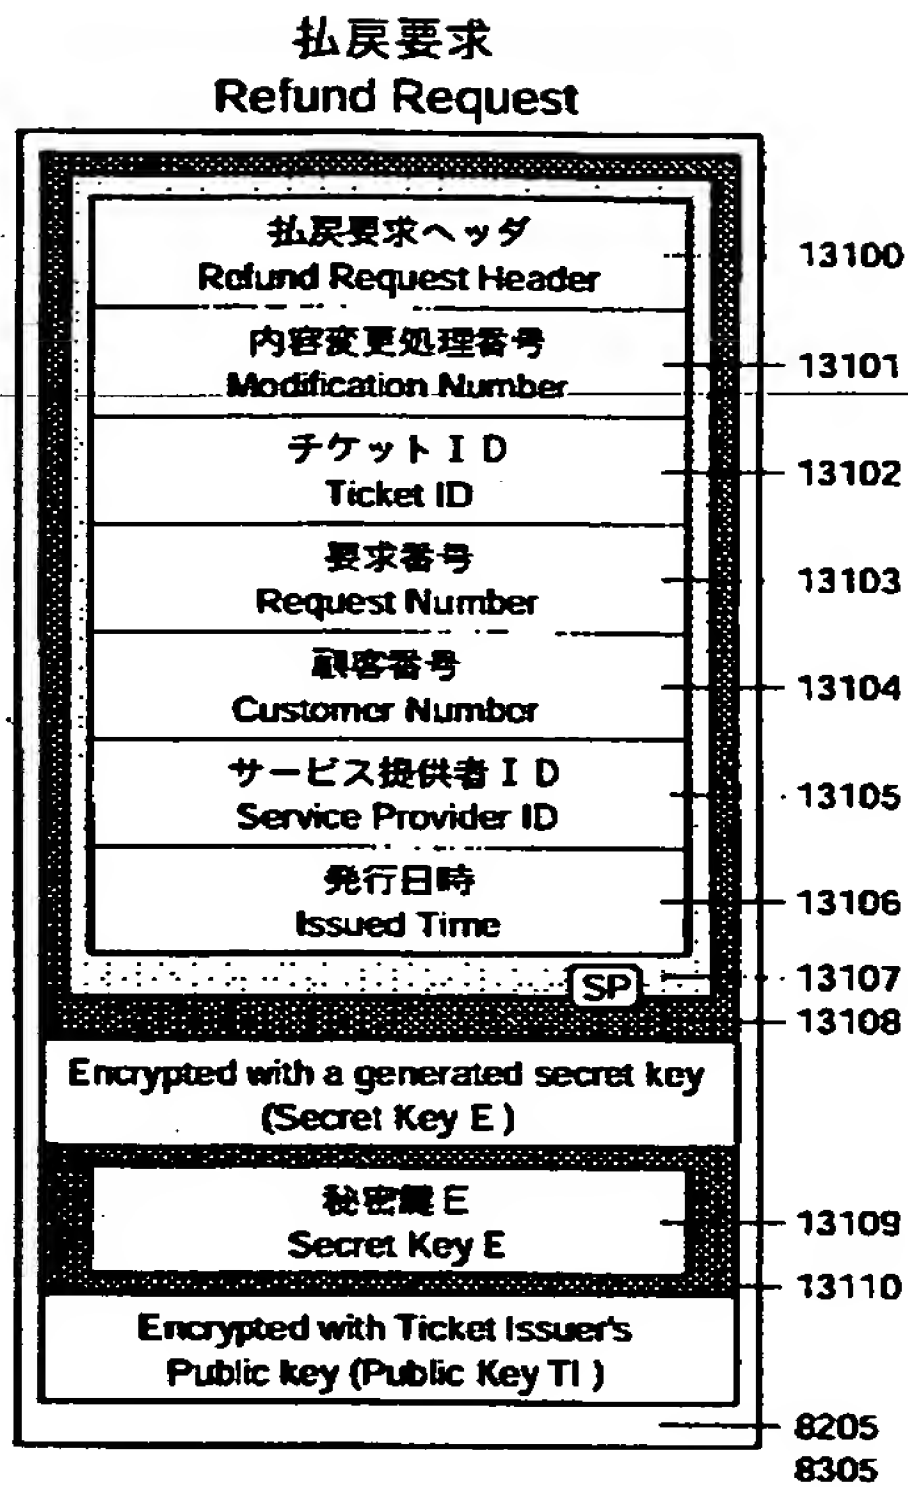 払戻要求
Refund Request
払戻要求ヘッダ
Refund Request Header
13100
内容変更処理番号
Modification Number
13101
チケットID
Ticket ID
13102
要求番号
Request Number
13103
顧客番号
Customer Number
13104
サービス提供者ID
Service Provider ID
13105
発行日時
Issued Time
13106
SP
13107
13108
Encrypted with a generated secret key
(Secret Key E)
秘密鍵E
Secret Key E
13109
13110
Encrypted with Ticket Issuer's
Public key (Public Key TI)
8205
8305